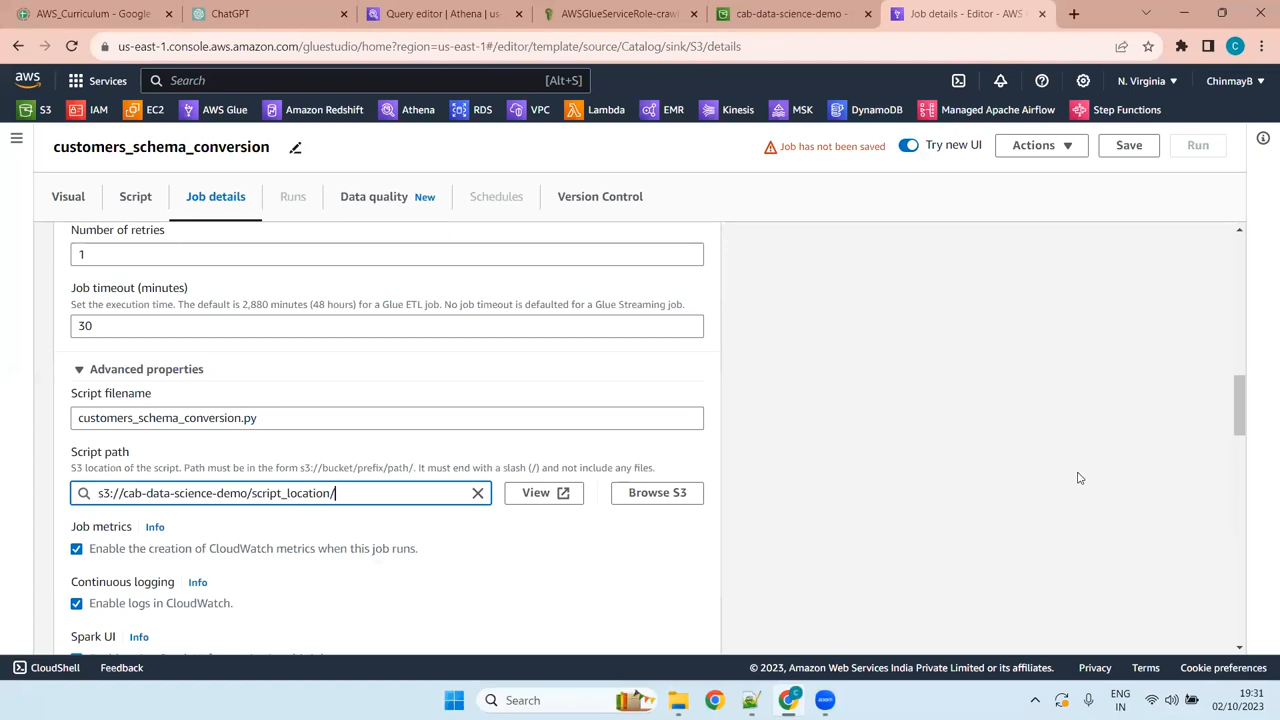 AWS_Curriculum - Google
ChatGPT
Query editor | Athena | us-
AWSGlueServiceRole-craw
cab-data-science-demo -
Job details - Editor - AWS
us-east-1.console.aws.amazon.com/gluestudio/home?region=us-east-1#/editor/template/source/Catalog/sink/S3/details
C
aws
Services
Search
[Alt+S]
N. Virginia
ChinmayB
S3
IAM
EC2
AWS Glue
Amazon Redshift
Athena
RDS
VPC
Lambda
EMR
Kinesis
MSK
DynamoDB
Managed Apache Airflow
Step Functions
customers_schema_conversion
Job has not been saved
Try new UI
Actions
Save
Run
Visual
Script
Job details
Runs
Data quality New
Schedules
Version Control
Number of retries
1
Job timeout (minutes)
Set the execution time. The default is 2,880 minutes (48 hours) for a Glue ETL job. No job timeout is defaulted for a Glue Streaming job.
30
Advanced properties
Script filename
customers_schema_conversion.py
Script path
S3 location of the script. Path must be in the form s3://bucket/prefix/path/. It must end with a slash (/) and not include any files.
s3://cab-data-science-demo/script_location/
View
Browse S3
Job metrics Info
Enable the creation of CloudWatch metrics when this job runs.
Continuous logging Info
Enable logs in CloudWatch.
Spark UI Info
CloudShell
Feedback
© 2023, Amazon Web Services India Private Limited or its affiliates.
Privacy
Terms
Cookie preferences
Search
ENG
IN
19:31
02/10/2023